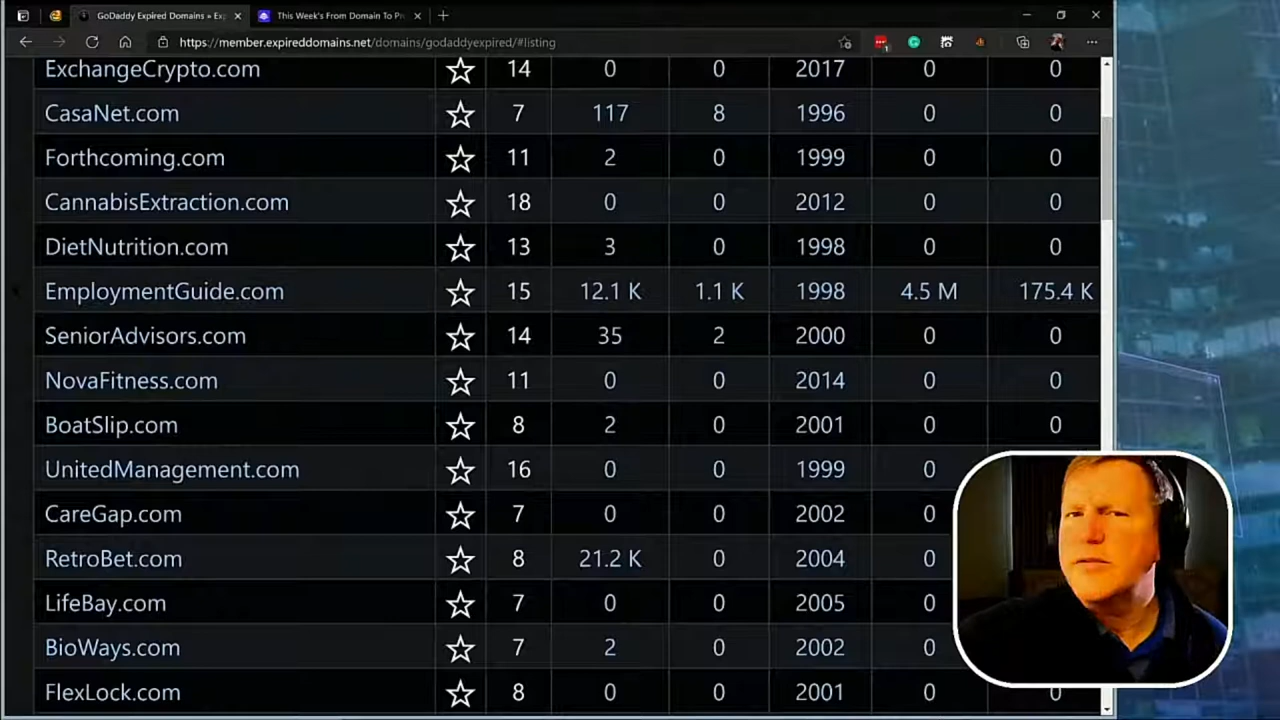 GoDaddy Expired Domains » Exp
This Week's From Domain To Pr
https://member.expireddomains.net/domains/godaddyexpired/#listing
1
ExchangeCrypto.com 14 0 0 2017 0 0
CasaNet.com 7 117 8 1996 0 0
Forthcoming.com 11 2 0 1999 0 0
CannabisExtraction.com 18 0 0 2012 0 0
DietNutrition.com 13 3 0 1998 0 0
EmploymentGuide.com 15 12.1 K 1.1 K 1998 4.5 M 175.4 K
SeniorAdvisors.com 14 35 2 2000 0 0
NovaFitness.com 11 0 0 2014 0 0
BoatSlip.com 8 2 0 2001 0 0
UnitedManagement.com 16 0 0 1999 0
CareGap.com 7 0 0 2002 0
RetroBet.com 8 21.2 K 0 2004 0
LifeBay.com 7 0 0 2005 0
BioWays.com 7 2 0 2002 0
FlexLock.com 8 0 0 2001 0 0